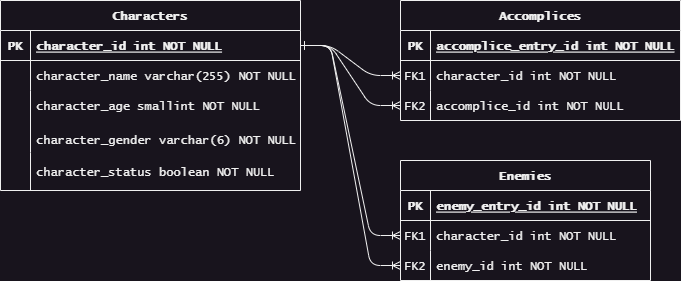 Characters
PK character_id int NOT NULL
character_name varchar(255) NOT NULL
character_age smallint NOT NULL
character_gender varchar(6) NOT NULL
character_status boolean NOT NULL
Accomplices
PK accomplice_entry_id int NOT NULL
FK1 character_id int NOT NULL
FK2 accomplice_id int NOT NULL
Enemies
PK enemy_entry_id int NOT NULL
FK1 character_id int NOT NULL
FK2 enemy_id int NOT NULL